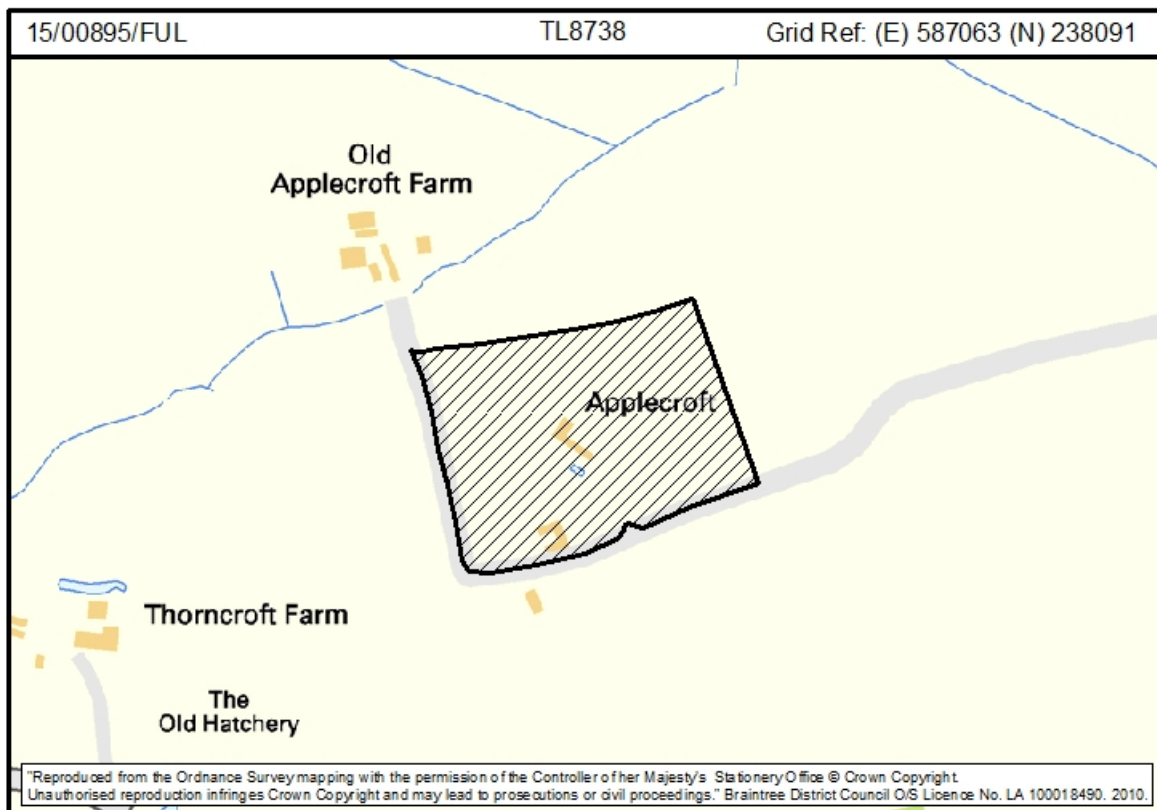 15/00895/FUL TL8738 Grid Ref: (E) 587063 (N) 238091
Old
Applecroft Farm
Applecroft
Thorncroft Farm
The
Old Hatchery
"Reproduced from the Ordnance Survey mapping with the permission of the Controller of her Majesty's Stationery Office © Crown Copyright.
Unauthorised reproduction infringes Crown Copyright and may lead to prosecutions or civil proceedings." Braintree District Council O/S Licence No. LA 100018490. 2010.